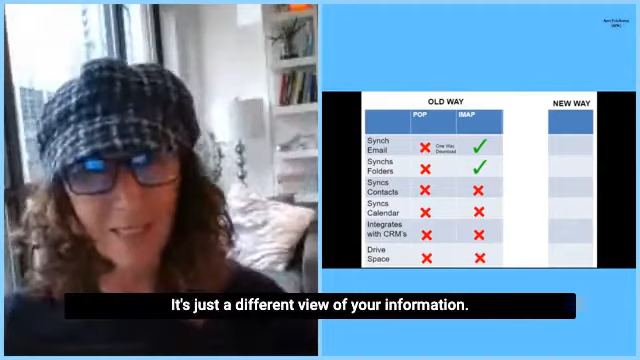 OLD WAY
NEW WAY
POP
IMAP
Synch
Email
One Way
Download
Synchs
Folders
Syncs
Contacts
Syncs
Calendar
Integrates
with CRM's
Drive
Space
It's just a different view of your information.